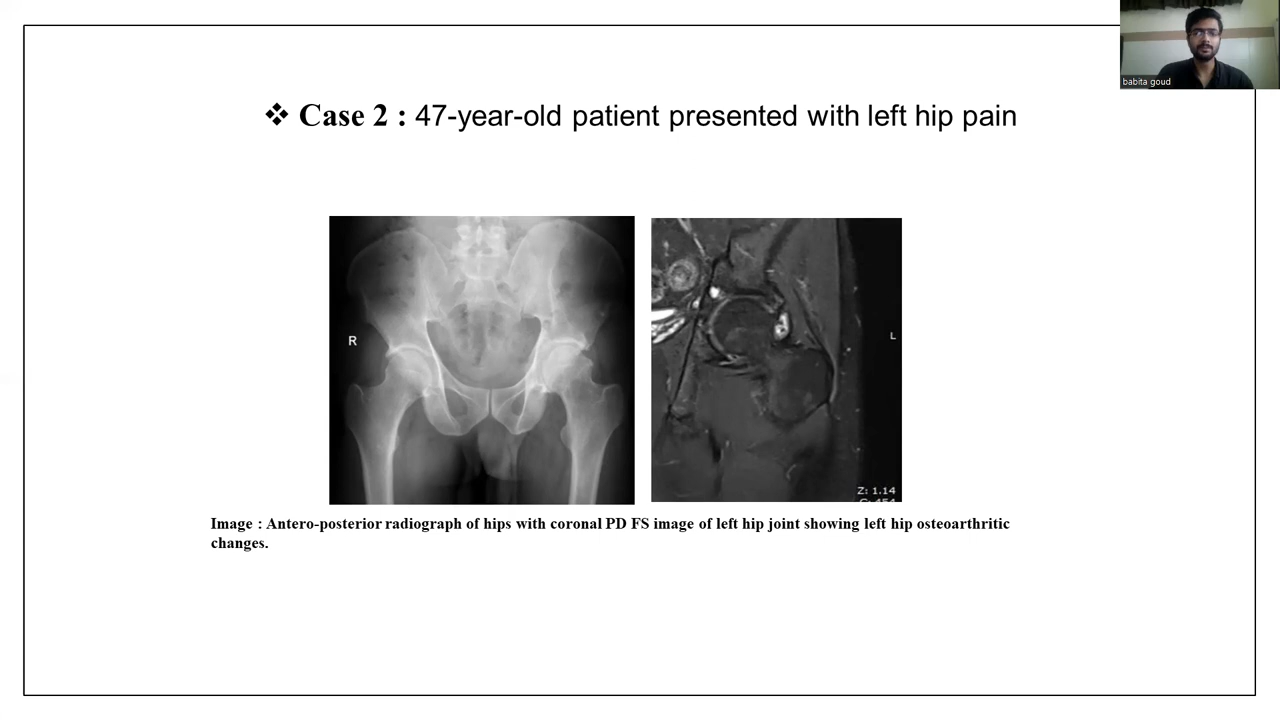 babita goud
❖ Case 2 : 47-year-old patient presented with left hip pain
R
L
Z: 1.14
Image : Antero-posterior radiograph of hips with coronal PD FS image of left hip joint showing left hip osteoarthritic
changes.